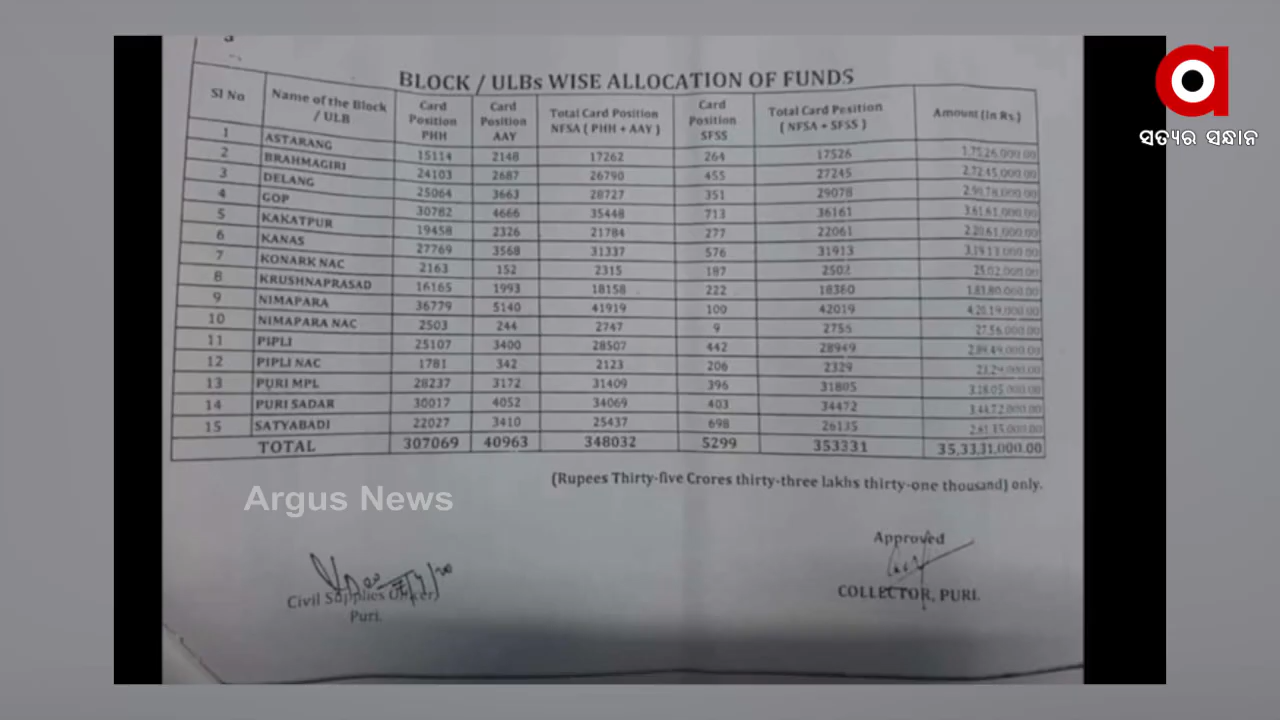 ସତ୍ୟର ସନ୍ଧାନ
BLOCK / ULBs WISE ALLOCATION OF FUNDS
Sl No Name of the Block / ULB Card Position PHH Card Position AAY Total Card Position NFSA ( PHH + AAY ) Card Position SFSS Total Card Position ( NFSA + SFSS ) Amount (In Rs.)
1 ASTARANG 15114 2148 17262 264 17526 1,75,26,000.00
2 BRAHMAGIRI 24103 2687 26790 455 27245 2,72,45,000.00
3 DELANG 25064 3663 28727 351 29078 2,90,78,000.00
4 GOP 30782 4666 35448 713 36161 3,61,61,000.00
5 KAKATPUR 19458 2326 21784 277 22061 2,20,61,000.00
6 KANAS 27769 3568 31337 576 31913 3,19,13,000.00
7 KONARK NAC 2163 152 2315 187 2502 25,02,000.00
8 KRUSHNAPRASAD 16165 1993 18158 222 18380 1,83,80,000.00
9 NIMAPARA 36779 5140 41919 100 42019 4,20,19,000.00
10 NIMAPARA NAC 2503 244 2747 9 2756 27,56,000.00
11 PIPLI 25107 3400 28507 442 28949 2,89,49,000.00
12 PIPLI NAC 1781 342 2123 206 2329 23,29,000.00
13 PURI MPL 28237 3172 31409 396 31805 3,18,05,000.00
14 PURI SADAR 30017 4052 34069 403 34472 3,44,72,000.00
15 SATYABADI 22027 3410 25437 698 26135 2,61,35,000.00
TOTAL 307069 40963 348032 5299 353331 35,33,31,000.00
(Rupees Thirty-five Crores thirty-three lakhs thirty-one thousand) only.
Argus News
Approved
Civil Supplies Officer,
Puri.
COLLECTOR, PURI.